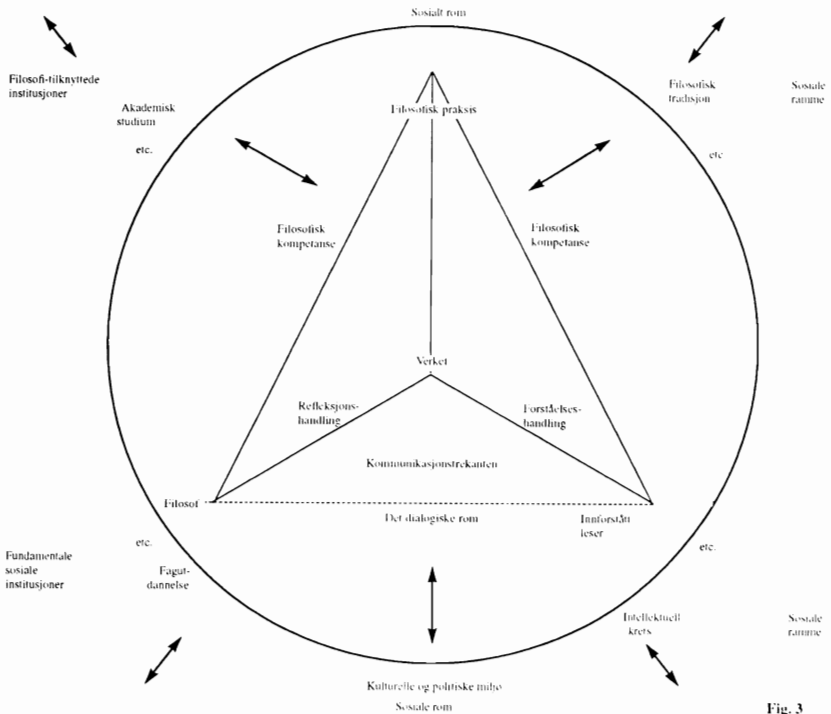 Sosialt rom
Filosofi-tilknyttede
institusjoner
Filosofisk
tradisjon
Sosiale
ramme
Akademisk
studium
Filosofisk praksis
etc.
etc
Filosofisk
kompetanse
Filosofisk
kompetanse
Verket
Refleksjons-
handling
Forståelses-
handling
Kommunikasjonstrekanten
Filosof
Det dialogiske rom
Innforstått
leser
etc.
etc.
Fundamentale
sosiale
institusjoner
Fagut-
dannelse
Intellektuell
krets
Sosiale
ramme
Kulturelle og politiske miljø
Sosiale rom
Fig. 3